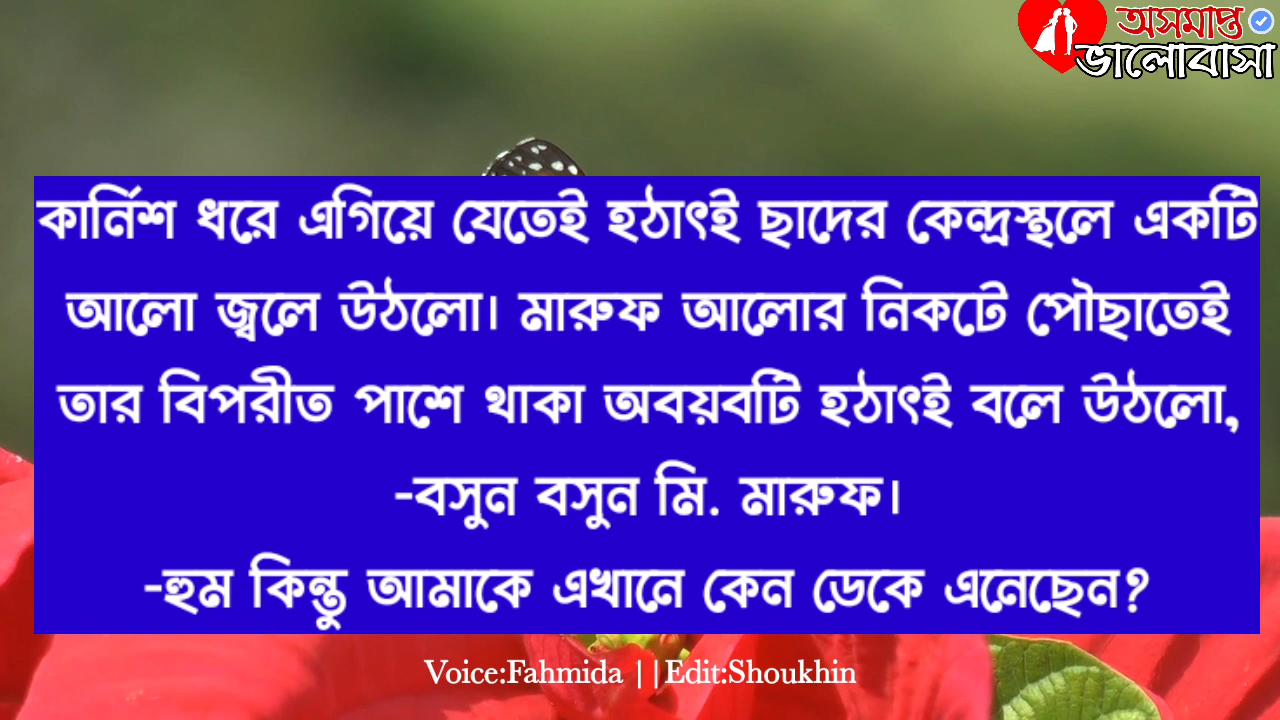 অসমাপ্ত
ভালোবাসা
কার্নিশ ধরে এগিয়ে যেতেই হঠাৎই ছাদের কেন্দ্রস্থলে একটি
আলো জ্বলে উঠলো। মারুফ আলোর নিকটে পৌছাতেই
তার বিপরীত পাশে থাকা অবয়বটি হঠাৎই বলে উঠলো,
-বসুন বসুন মি. মারুফ।
-হুম কিন্তু আমাকে এখানে কেন ডেকে এনেছেন?
Voice:Fahmida ||Edit:Shoukhin